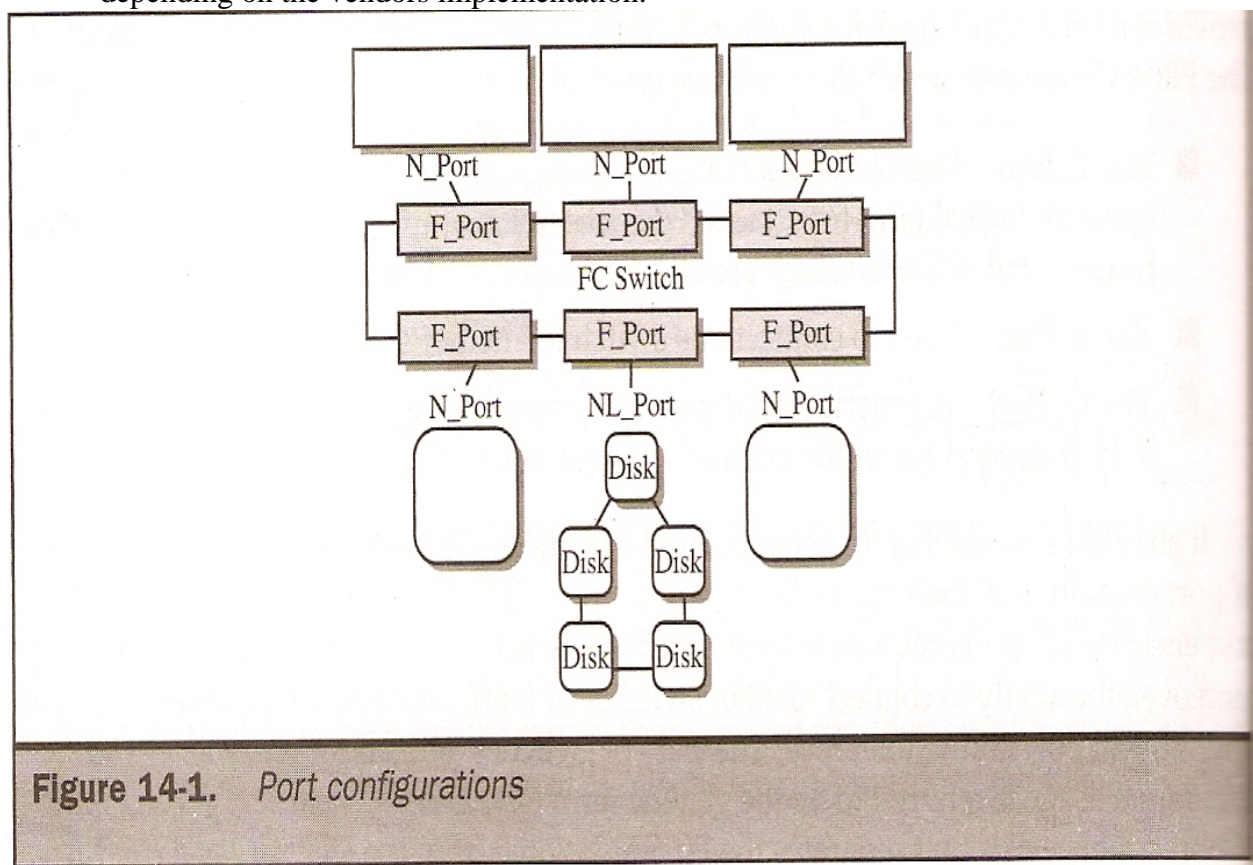 depending on the vendors implementation.
N_Port N_Port N_Port
F_Port F_Port F_Port
FC Switch
F_Port F_Port F_Port
N_Port NL_Port N_Port
Disk
Disk Disk
Disk Disk
Figure 14-1. Port configurations